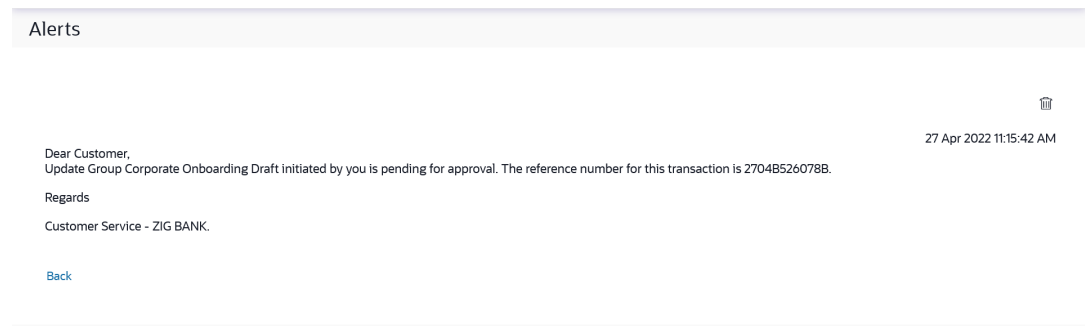 Alerts
27 Apr 2022 11:15:42 AM
Dear Customer,
Update Group Corporate Onboarding Draft initiated by you is pending for approval. The reference number for this transaction is 2704B526078B.
Regards
Customer Service - ZIG BANK.
Back